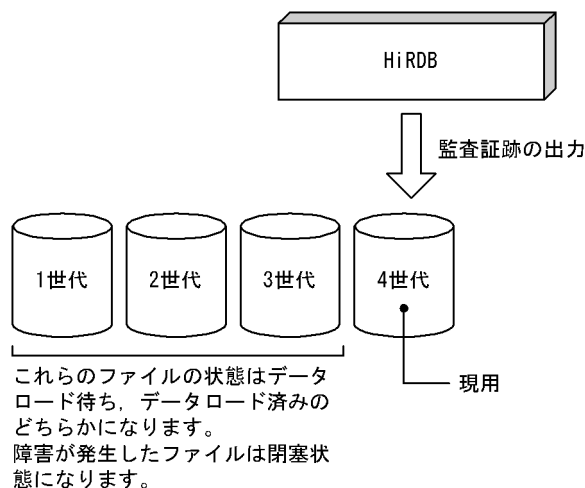 HiRDB
監査証跡の出力
1世代
2世代
3世代
4世代
現用
これらのファイルの状態はデータ
ロード待ち，データロード済みの
どちらかになります。
障害が発生したファイルは閉塞状
態になります。